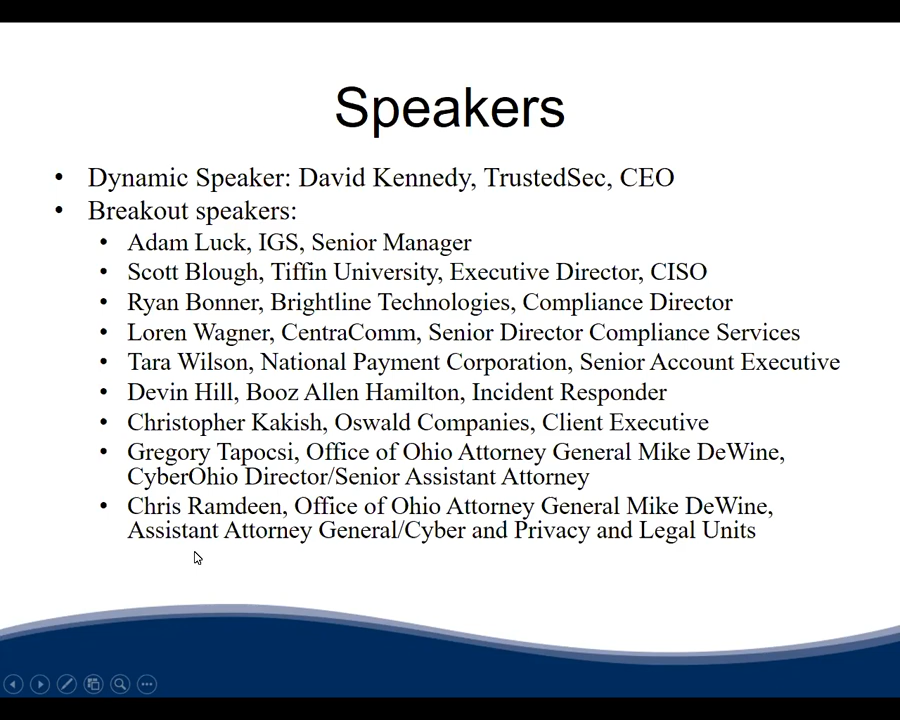 Speakers
• Dynamic Speaker: David Kennedy, TrustedSec, CEO
• Breakout speakers:
• Adam Luck, IGS, Senior Manager
• Scott Blough, Tiffin University, Executive Director, CISO
• Ryan Bonner, Brightline Technologies, Compliance Director
• Loren Wagner, CentraComm, Senior Director Compliance Services
• Tara Wilson, National Payment Corporation, Senior Account Executive
• Devin Hill, Booz Allen Hamilton, Incident Responder
• Christopher Kakish, Oswald Companies, Client Executive
• Gregory Tapocsi, Office of Ohio Attorney General Mike DeWine,
CyberOhio Director/Senior Assistant Attorney
• Chris Ramdeen, Office of Ohio Attorney General Mike DeWine,
Assistant Attorney General/Cyber and Privacy and Legal Units